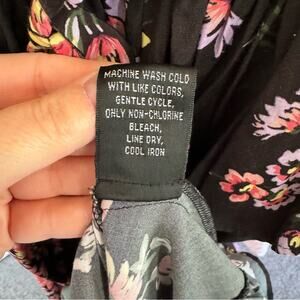 MACHINE WASH COLD
WITH LIKE COLORS,
GENTLE CYCLE,
ONLY NON-CHLORINE
BLEACH,
LINE DRY,
COOL IRON